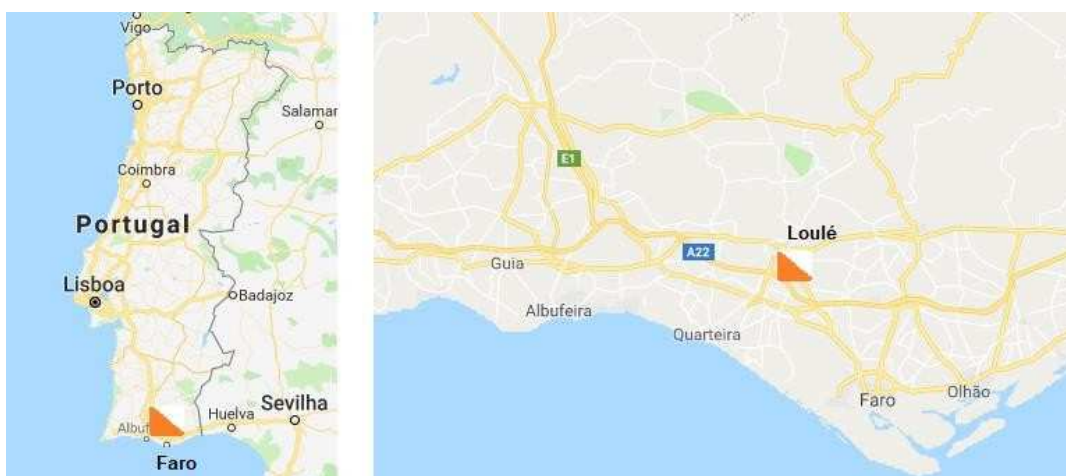 Vigo
Porto
Salamar
Coimbra
Portugal
Lisboa
Badajoz
Huelva
Sevilha
Albuf
Faro
E1
Loulé
A22
Guia
Albufeira
Quarteira
Olhão
Faro